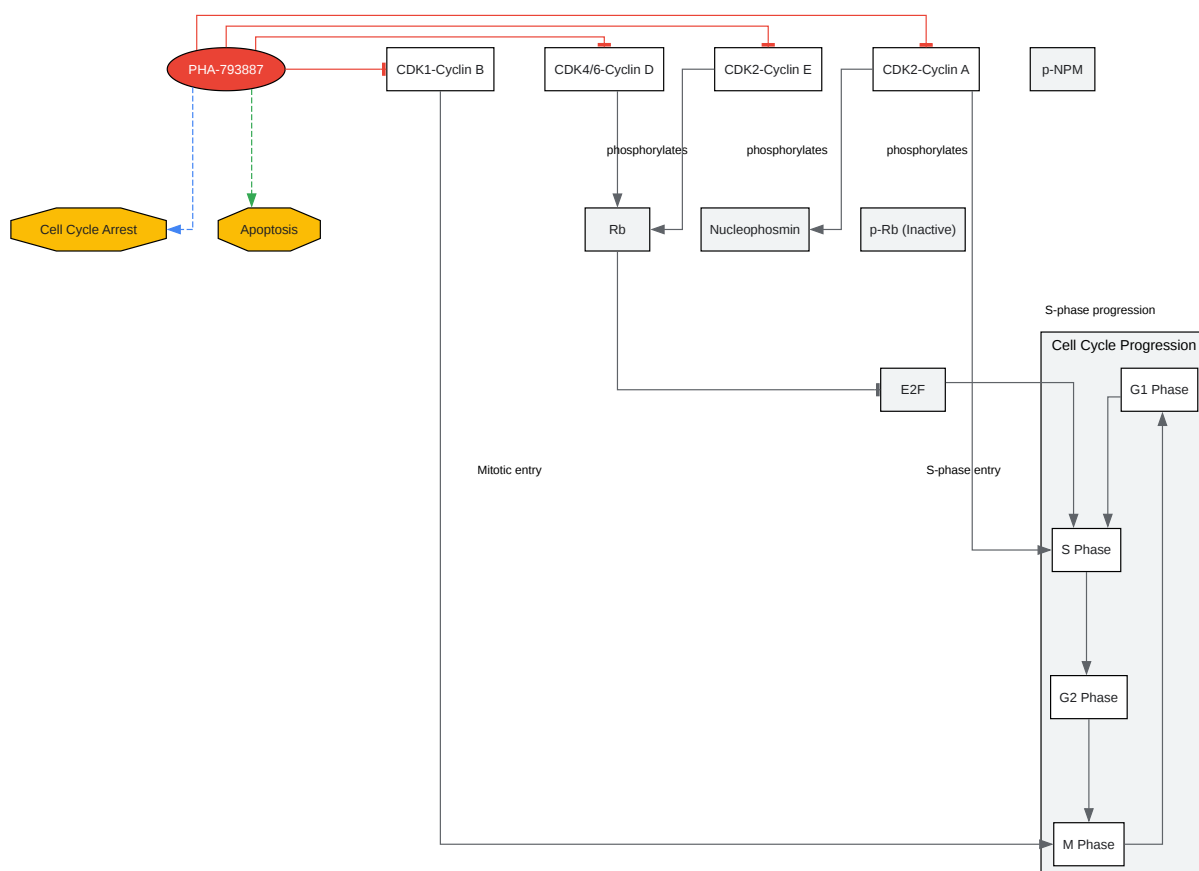 PHA-793887
CDK1-Cyclin B
CDK4/6-Cyclin D
CDK2-Cyclin E
CDK2-Cyclin A
p-NPM
phosphorylates
phosphorylates
phosphorylates
Cell Cycle Arrest
Apoptosis
Rb
Nucleophosmin
p-Rb (Inactive)
S-phase progression
Cell Cycle Progression
E2F
G1 Phase
Mitotic entry
S-phase entry
S Phase
G2 Phase
M Phase